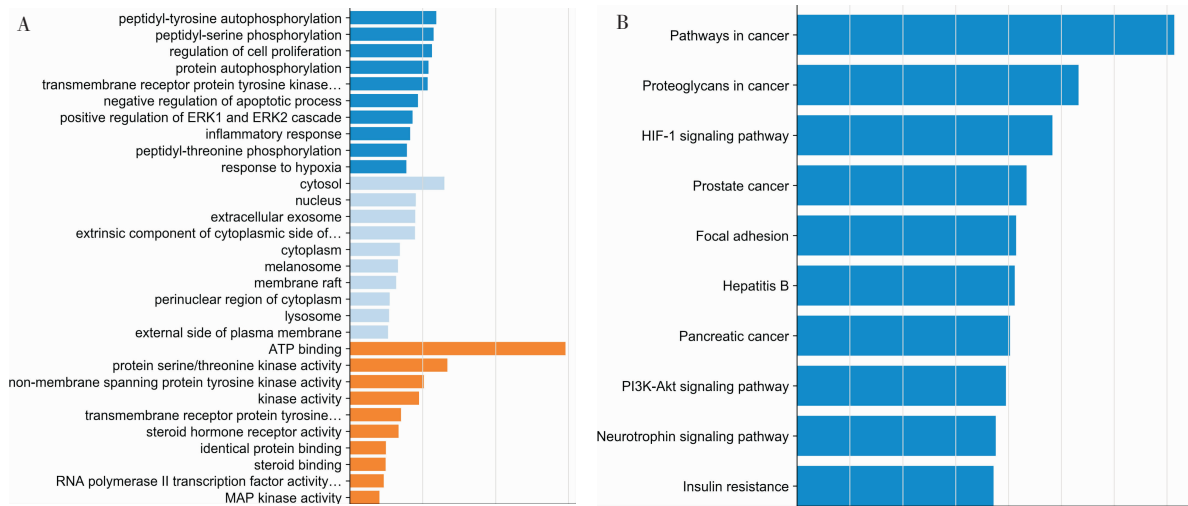 A
peptidyl-tyrosine autophosphorylation
peptidyl-serine phosphorylation
regulation of cell proliferation
protein autophosphorylation
transmembrane receptor protein tyrosine kinase…
negative regulation of apoptotic process
positive regulation of ERK1 and ERK2 cascade
inflammatory response
peptidyl-threonine phosphorylation
response to hypoxia
cytosol
nucleus
extracellular exosome
extrinsic component of cytoplasmic side of…
cytoplasm
melanosome
membrane raft
perinuclear region of cytoplasm
lysosome
external side of plasma membrane
ATP binding
protein serine/threonine kinase activity
non-membrane spanning protein tyrosine kinase activity
kinase activity
transmembrane receptor protein tyrosine…
steroid hormone receptor activity
identical protein binding
steroid binding
RNA polymerase II transcription factor activity…
MAP kinase activity
B
Pathways in cancer
Proteoglycans in cancer
HIF-1 signaling pathway
Prostate cancer
Focal adhesion
Hepatitis B
Pancreatic cancer
PI3K-Akt signaling pathway
Neurotrophin signaling pathway
Insulin resistance